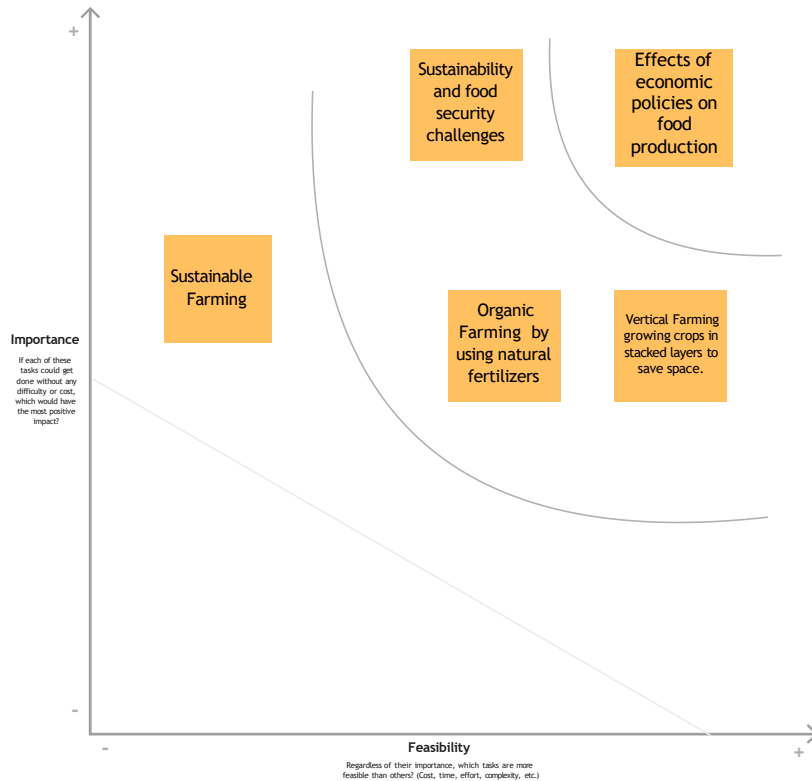 +
Sustainability
and food
security
challenges
Effects of
economic
policies on
food
production
Sustainable
Farming
Organic
Farming by
using natural
fertilizers
Vertical Farming
growing crops in
stacked layers to
save space.
Importance
If each of these
tasks could get
done without any
difficulty or cost,
which would have
the most positive
impact?
-
-
Feasibility
+
Regardless of their importance, which tasks are more
feasible than others? (Cost, time, effort, complexity, etc.)